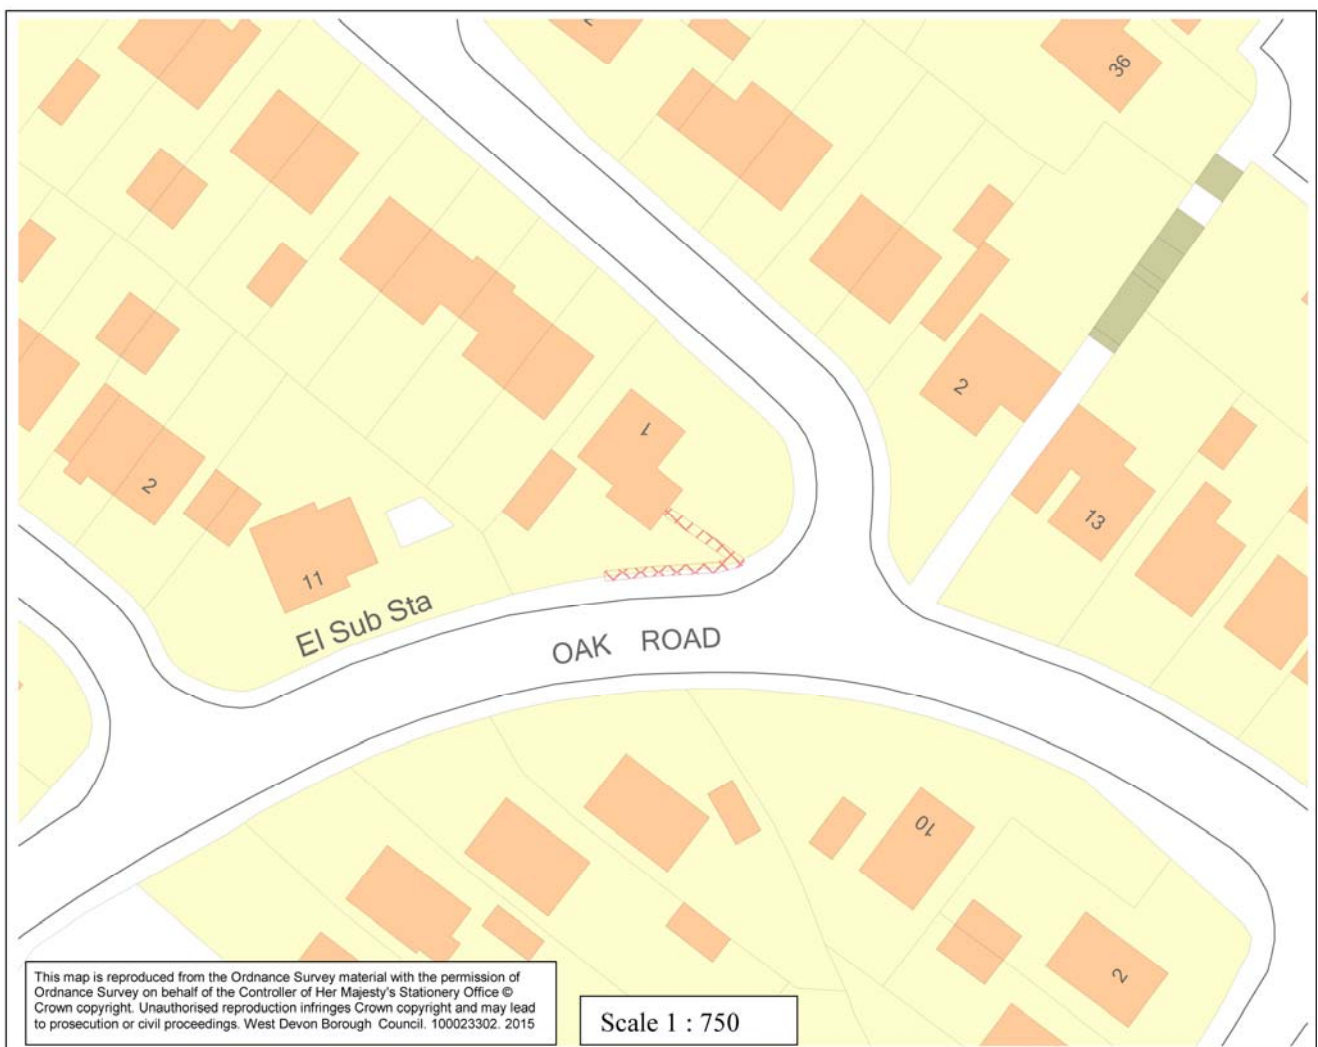 36
2
1
2
2
11
13
El Sub Sta
OAK ROAD
10
2
This map is reproduced from the Ordnance Survey material with the permission of
Ordnance Survey on behalf of the Controller of Her Majesty's Stationery Office ©
Crown copyright. Unauthorised reproduction infringes Crown copyright and may lead
to prosecution or civil proceedings. West Devon Borough Council. 100023302. 2015
Scale 1 : 750